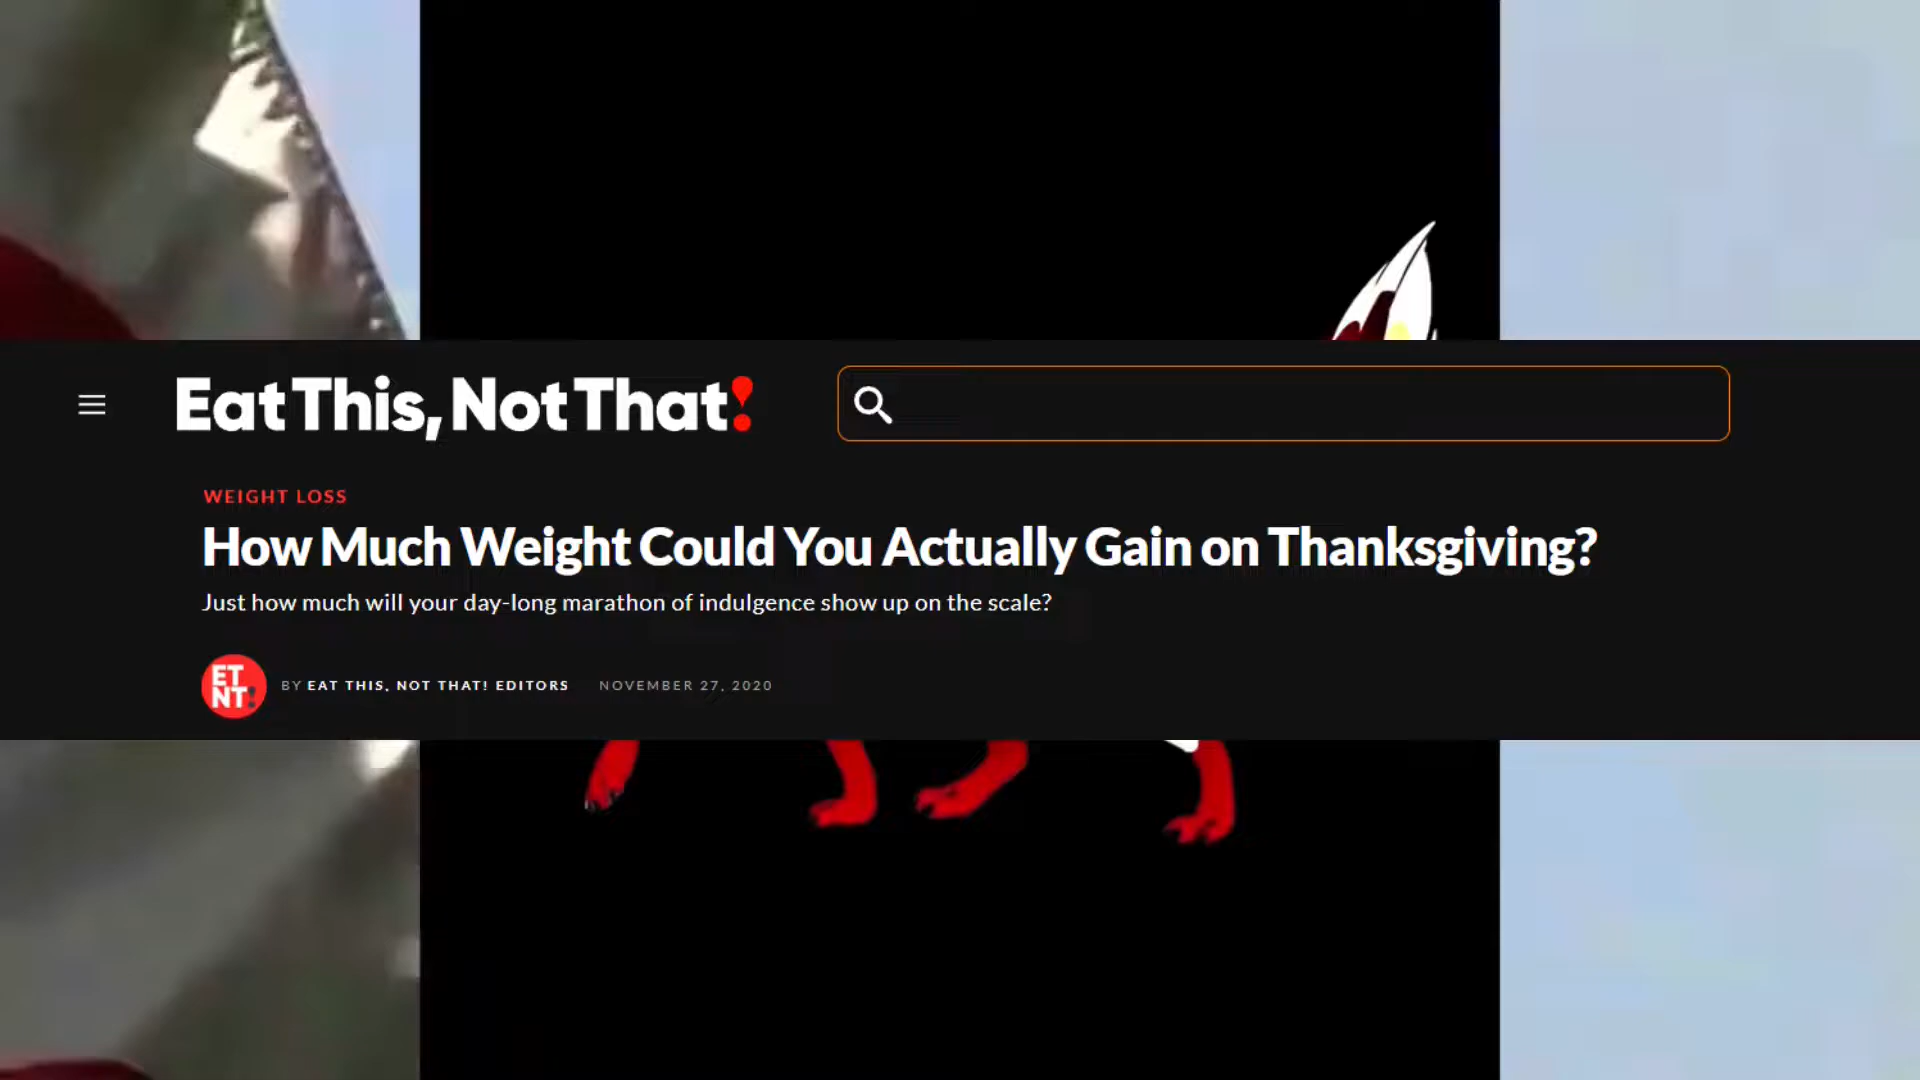 Eat This, Not That!
WEIGHT LOSS
How Much Weight Could You Actually Gain on Thanksgiving?
Just how much will your day-long marathon of indulgence show up on the scale?
ET
NT!
BY EAT THIS, NOT THAT! EDITORS NOVEMBER 27, 2020